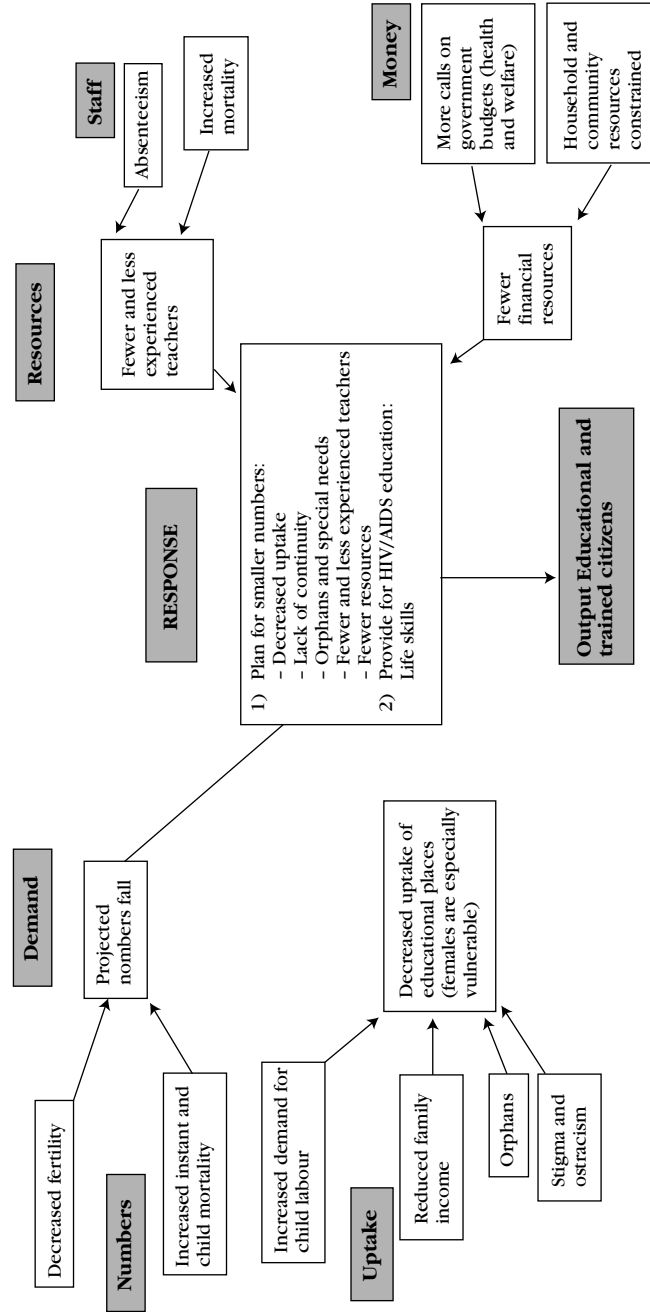 Demand
RESPONSE
Resources
Decreased fertility
Numbers
Increased instant and
child mortality
Projected
nombers fall
Increased demand for
child labour
Uptake
Reduced family
income
Orphans
Stigma and
ostracism
Decreased uptake of
educational places
(females are especially
vulnerable)
1) Plan for smaller numbers:
– Decreased uptake
– Lack of continuity
– Orphans and special needs
– Fewer and less experienced teachers
– Fewer resources
2) Provide for HIV/AIDS education:
Life skills
Output Educational and
trained citizens
Fewer and less
experienced
teachers
Staff
Absenteeism
Increased
mortality
Fewer
financial
resources
Money
More calls on
government
budgets (health
and welfare)
Household and
community
resources
constrained